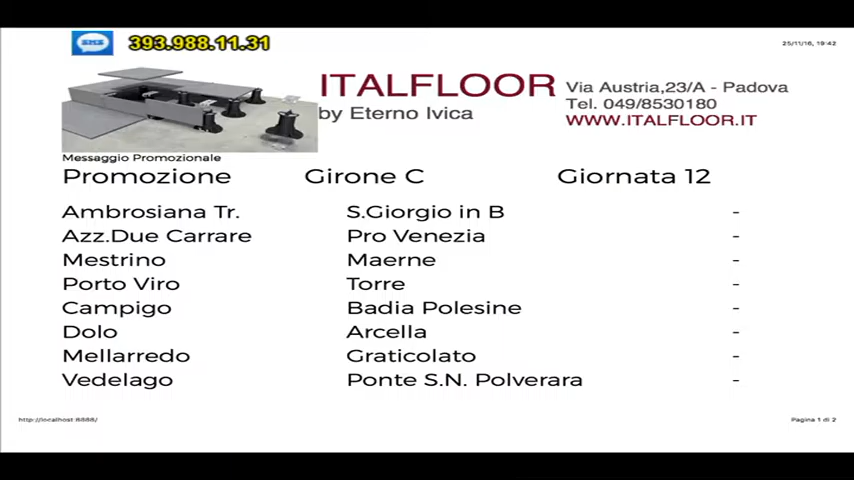 SMS 393.988.11.31
25/11/16, 19:42
ITALFLOOR
by Eterno Ivica
Via Austria,23/A - Padova
Tel. 049/8530180
WWW.ITALFLOOR.IT
Messaggio Promozionale
Promozione Girone C Giornata 12
Ambrosiana Tr. S.Giorgio in B -
Azz.Due Carrare Pro Venezia -
Mestrino Maerne -
Porto Viro Torre -
Campigo Badia Polesine -
Dolo Arcella -
Mellarredo Graticolato -
Vedelago Ponte S.N. Polverara -
http://localhost:8888/ Pagina 1 di 2